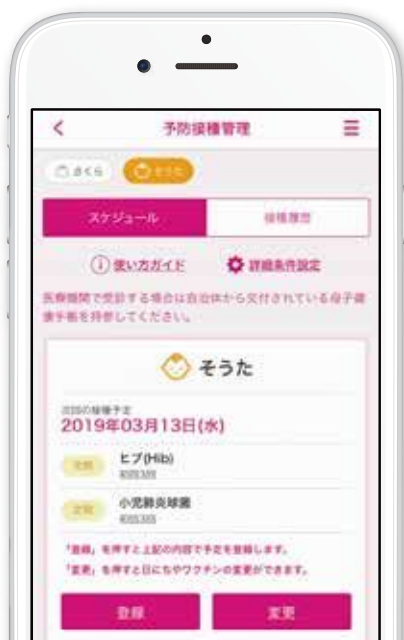 予防接種管理
さくら
そうた
スケジュール
接種履歴
使い方ガイド
詳細条件設定
医療機関で受診する場合は自治体から交付されている母子健
康手帳を持参してください。
そうた
次回の接種予定
2019年03月13日(水)
定期
ヒブ(Hib)
初回3回
定期
小児肺炎球菌
初回3回
「登録」を押すと上記の内容で予定を登録します。
「変更」を押すと日にちやワクチンの変更ができます。
登録
変更